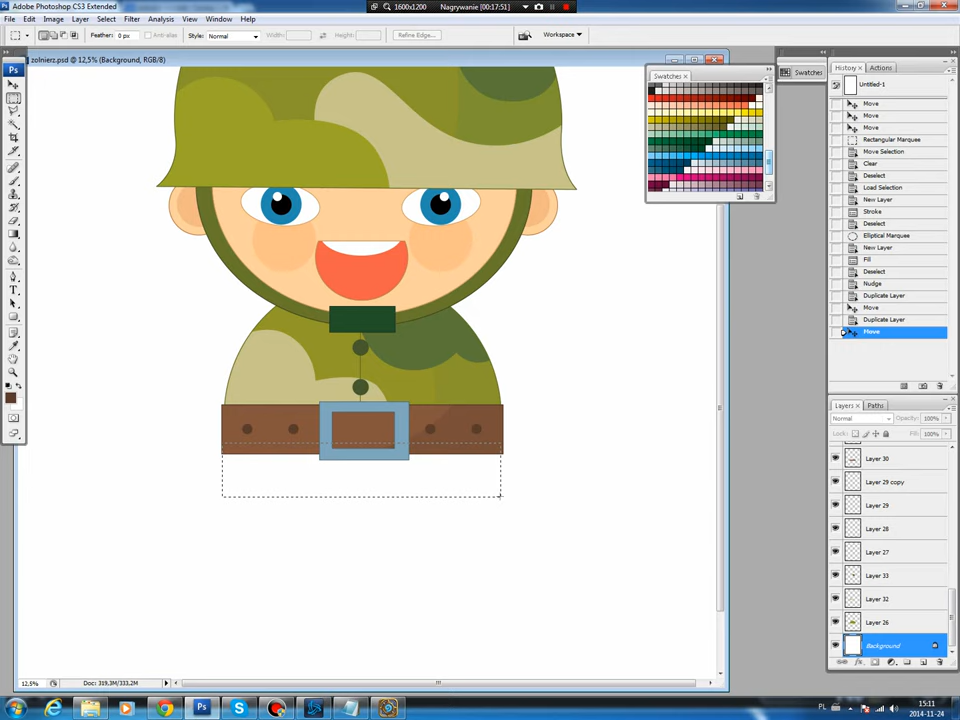 Adobe Photoshop CS3 Extended
1600x1200 Nagrywanie [00:17:51]
File Edit Image Layer Select Filter Analysis View Window Help
Feather: 0 px Anti-alias Style: Normal Width: Height: Refine Edge... Workspace
zolnierz.psd @ 12,5% (Background, RGB/8)
Swatches
Swatches
History Actions
Untitled-1
Move
Move
Move
Rectangular Marquee
Move Selection
Clear
Deselect
Load Selection
New Layer
Stroke
Deselect
Elliptical Marquee
New Layer
Fill
Deselect
Nudge
Duplicate Layer
Move
Duplicate Layer
Move
Layers Paths
Normal Opacity: 100%
Lock: Fill: 100%
Layer 30
Layer 29 copy
Layer 29
Layer 28
Layer 27
Layer 33
Layer 32
Layer 26
Background
12,5% Doc: 319,3M/333,2M
PL 15:11
2014-11-24